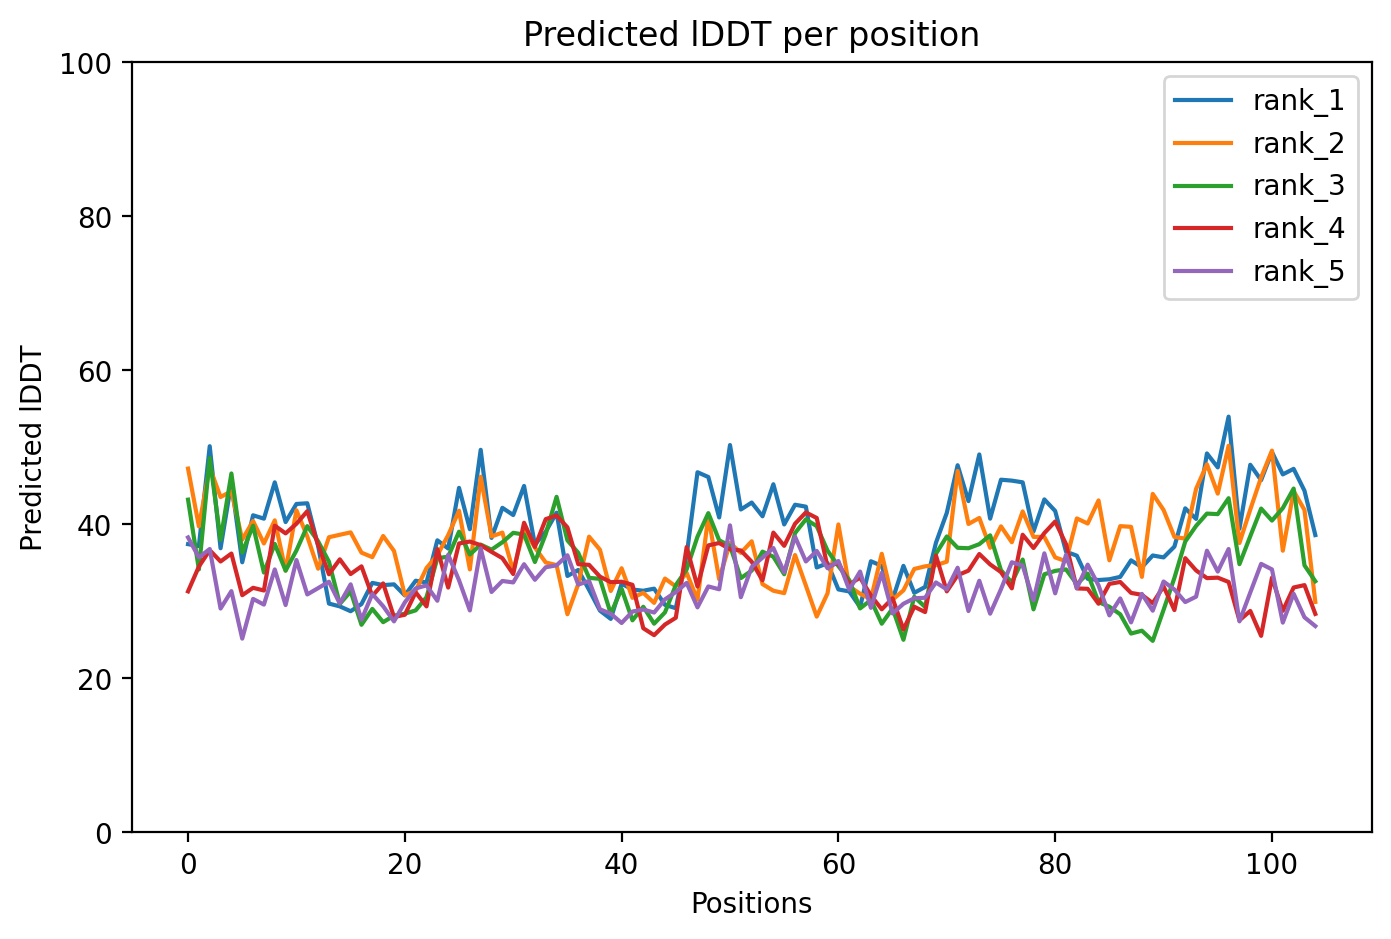 Predicted lDDT per position
100
80
60
40
20
0
Predicted lDDT
rank_1
rank_2
rank_3
rank_4
rank_5
0 20 40 60 80 100
Positions